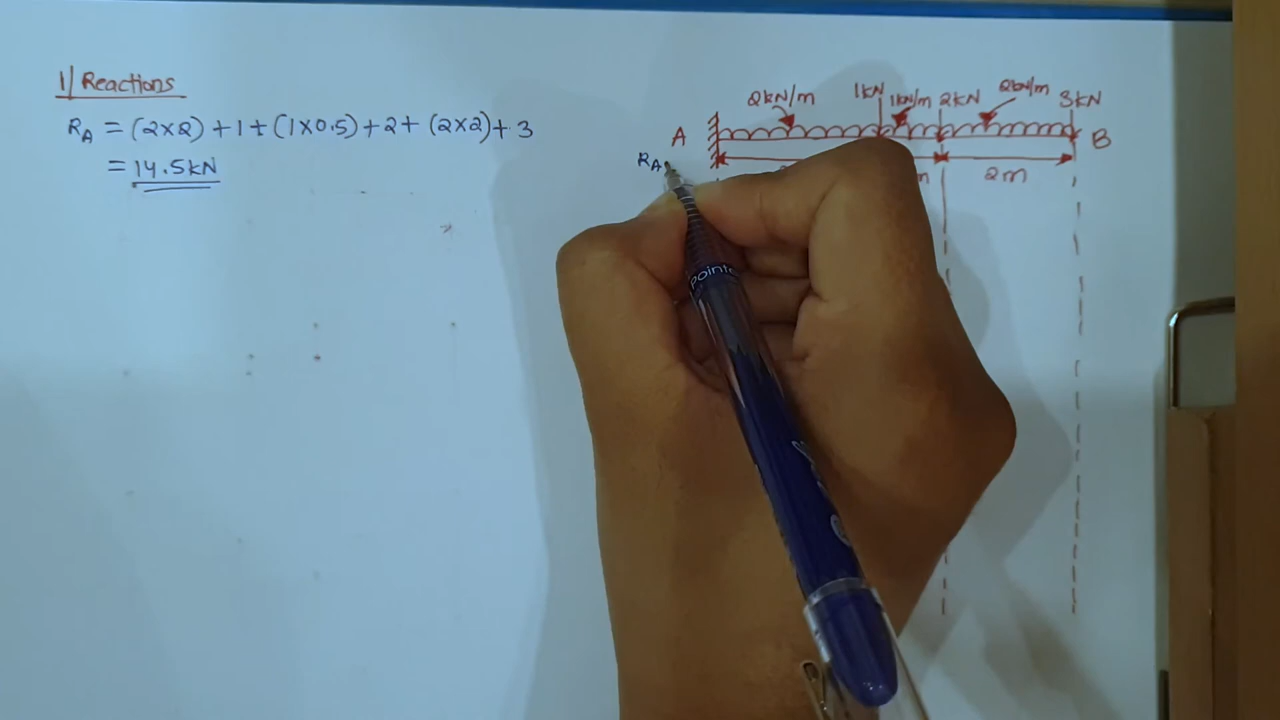 1) Reactions
RA = (2×2) + 1 + (1×0.5) + 2 + (2×2) + 3
= 14.5kN
2kN/m 1kN 1kN/m 2kN 2kN/m 3kN
A B
RA
m 2m
pointe